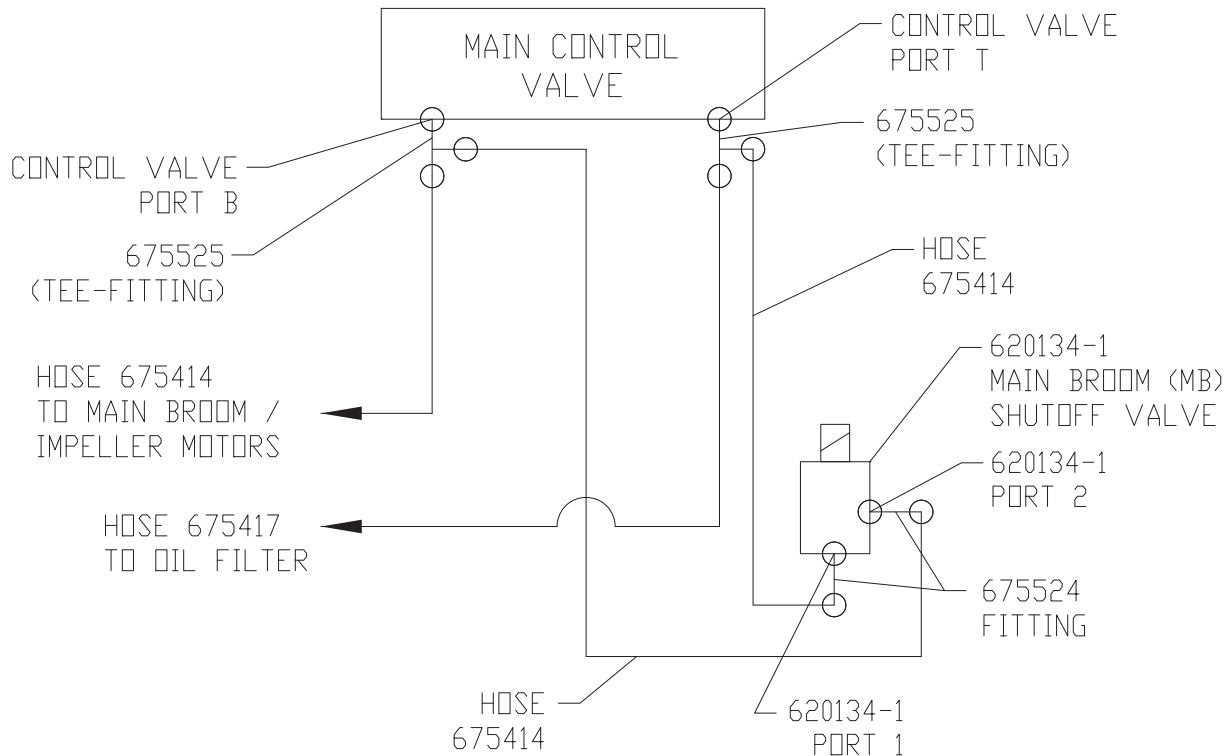 MAIN CONTROL
VALVE
CONTROL VALVE
PORT T
675525
(TEE-FITTING)
CONTROL VALVE
PORT B
675525
(TEE-FITTING)
HOSE
675414
HOSE 675414
TO MAIN BROOM /
IMPELLER MOTORS
620134-1
MAIN BROOM (MB)
SHUTOFF VALVE
620134-1
PORT 2
HOSE 675417
TO OIL FILTER
675524
FITTING
HOSE
675414
620134-1
PORT 1